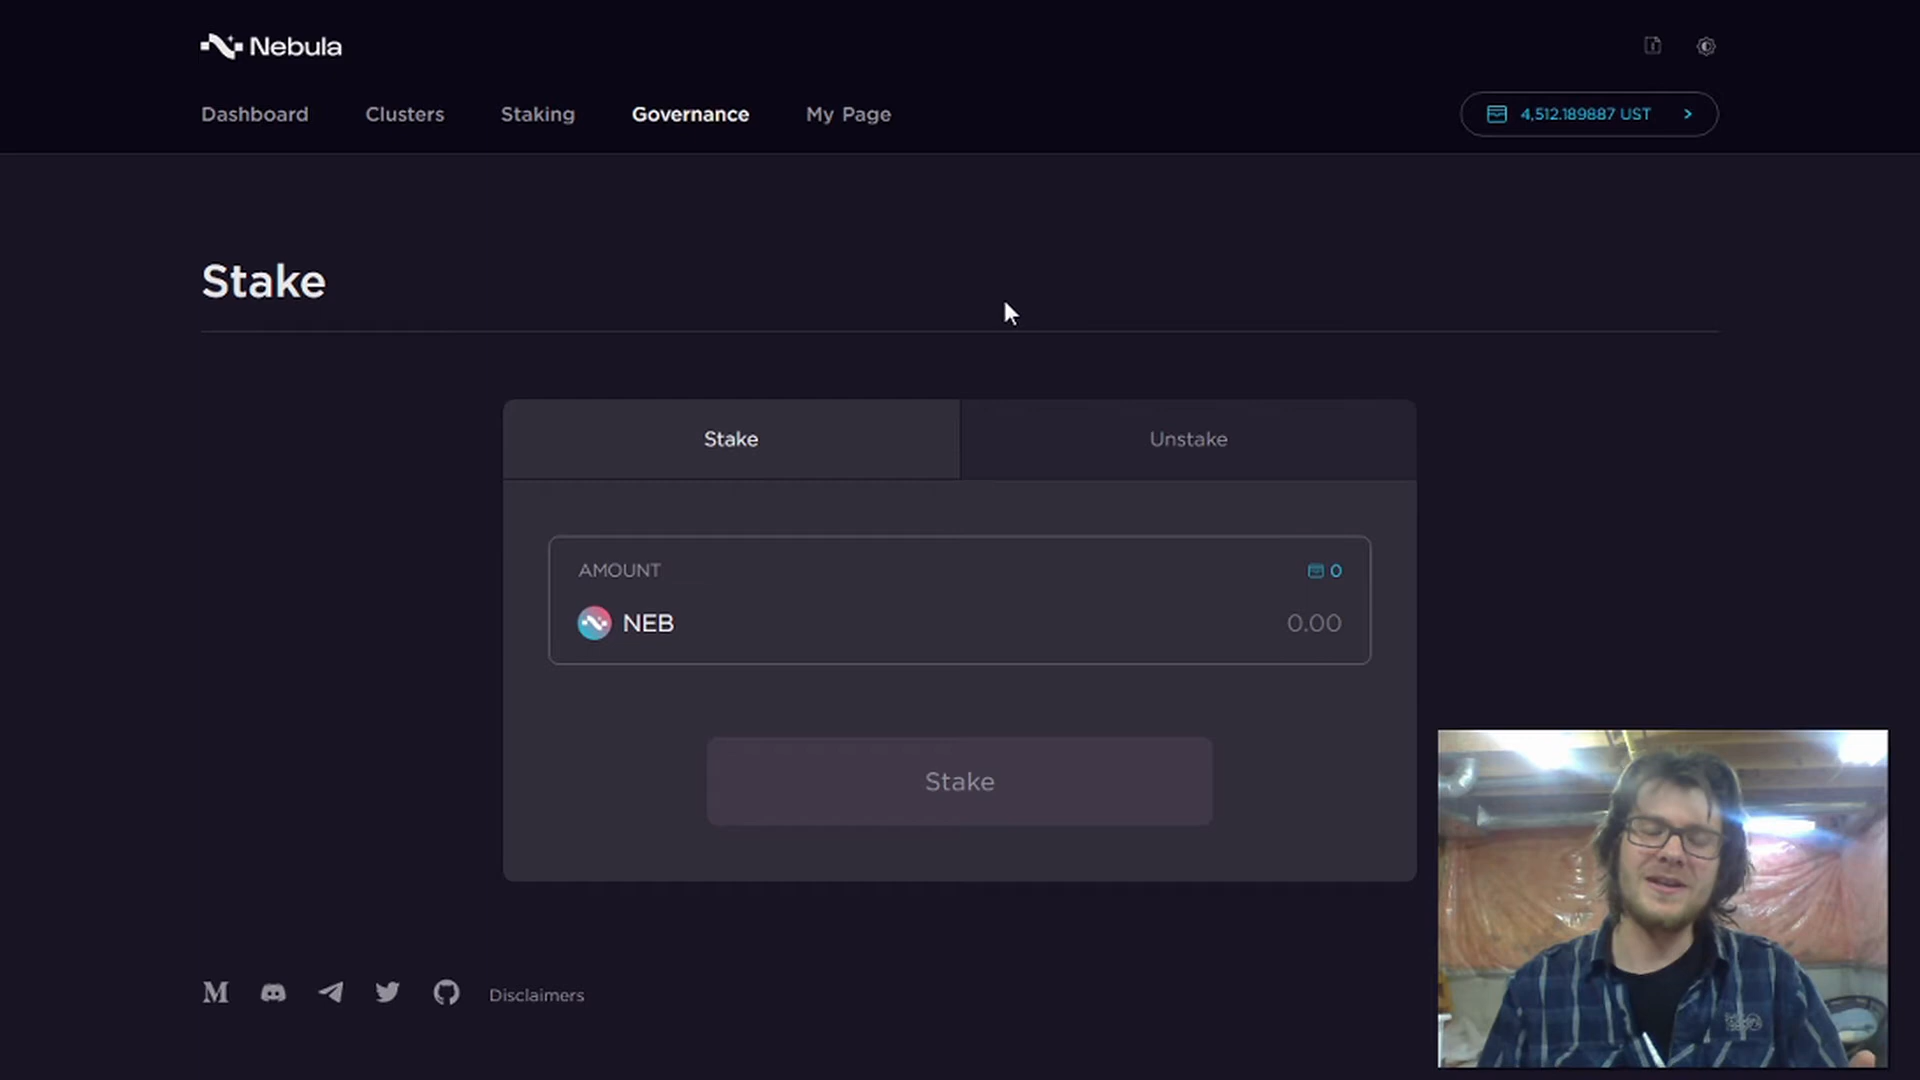 Nebula
Dashboard Clusters Staking Governance My Page 4,512.189887 UST
Stake
Stake Unstake
AMOUNT 0
NEB 0.00
Stake
Disclaimers